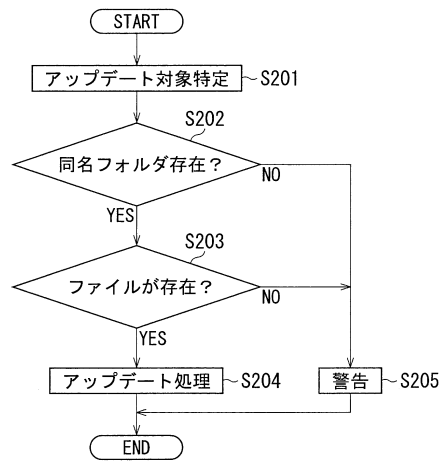 START
アップデート対象特定
S201
S202
同名フォルダ存在?
NO
YES
S203
ファイルが存在?
NO
YES
アップデート処理
S204
警告
S205
END